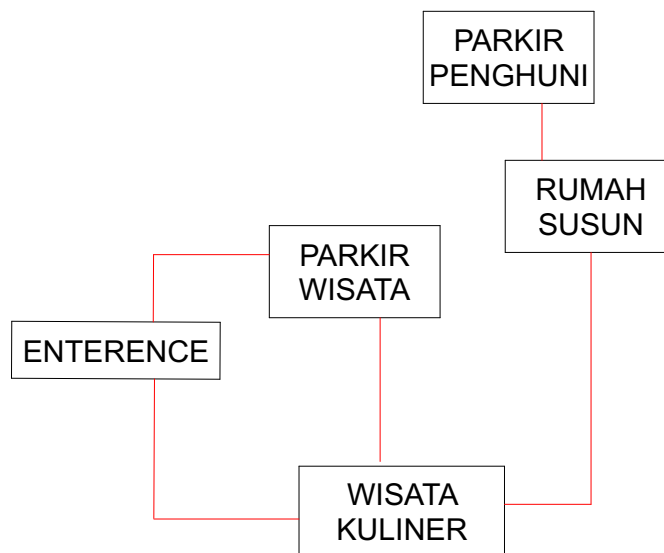 PARKIR
PENGHUNI
RUMAH
SUSUN
PARKIR
WISATA
ENTERENCE
WISATA
KULINER